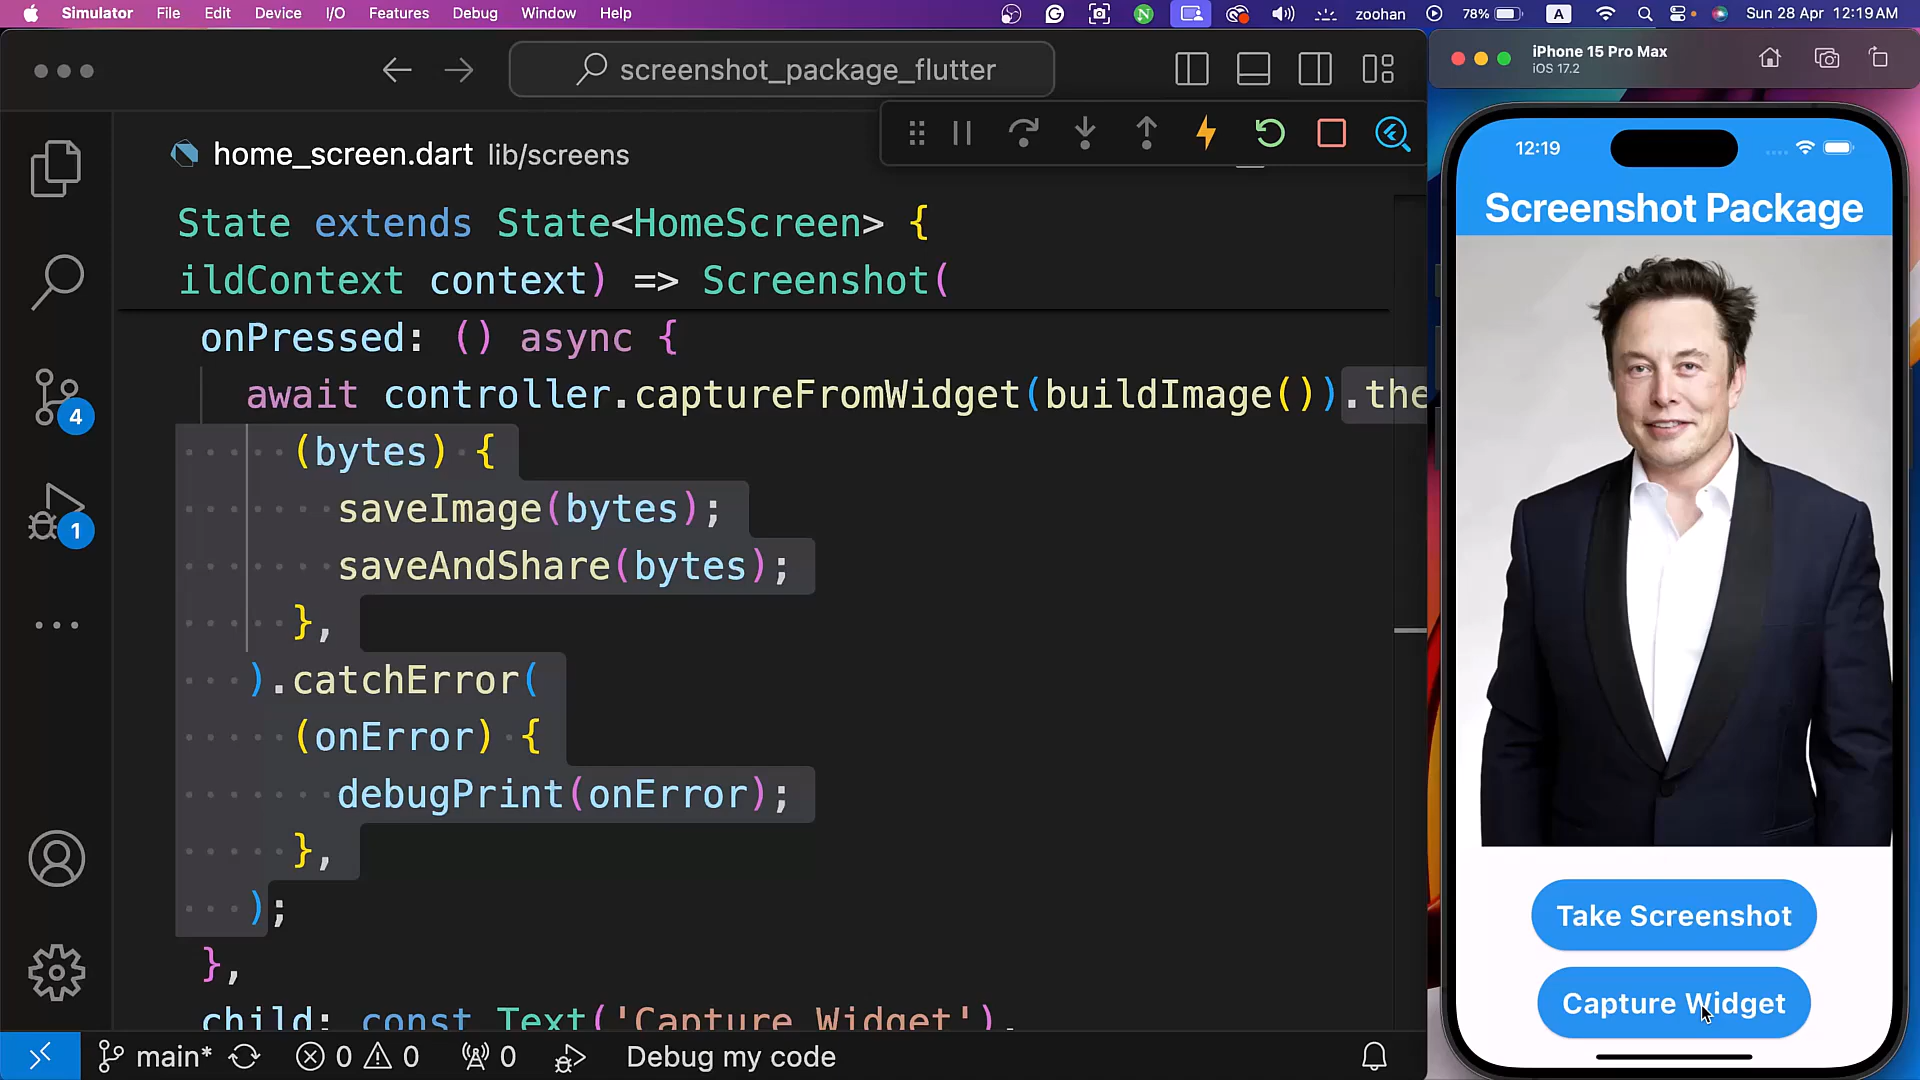 Simulator File Edit Device I/O Features Debug Window Help zoohan 78% A Sun 28 Apr 12:19 AM
screenshot_package_flutter
home_screen.dart lib/screens
State extends State<HomeScreen> {
ildContext context) => Screenshot(
onPressed: () async {
await controller.captureFromWidget(buildImage()).the
(bytes) {
saveImage(bytes);
saveAndShare(bytes);
},
).catchError(
(onError) {
debugPrint(onError);
},
);
},
child: const Text('Capture Widget'),
4
1
main* 0 0 0 Debug my code
iPhone 15 Pro Max
iOS 17.2
12:19
Screenshot Package
Take Screenshot
Capture Widget